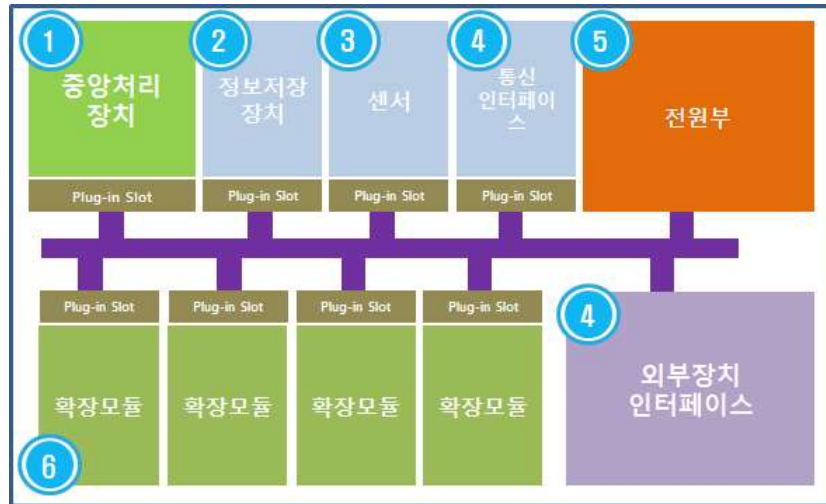 1
중앙처리
장치
Plug-in Slot
2
정보저장
장치
Plug-in Slot
3
센서
Plug-in Slot
4
통신
인터페이
스
Plug-in Slot
5
전원부
Plug-in Slot
확장모듈
6
Plug-in Slot
확장모듈
Plug-in Slot
확장모듈
Plug-in Slot
확장모듈
4
외부장치
인터페이스